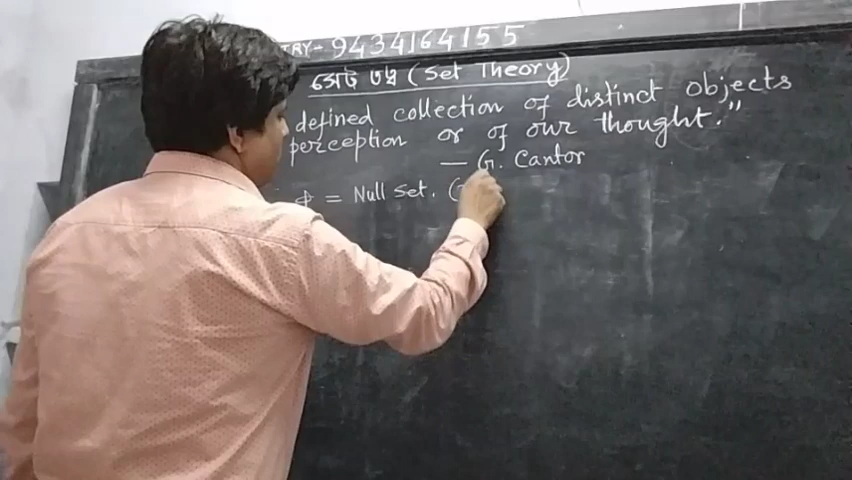 TRY- 9434164155
সেট তত্ত্ব (Set Theory)
defined collection of distinct objects
perception or of our thought."
— G. Cantor
ϕ = Null Set. (